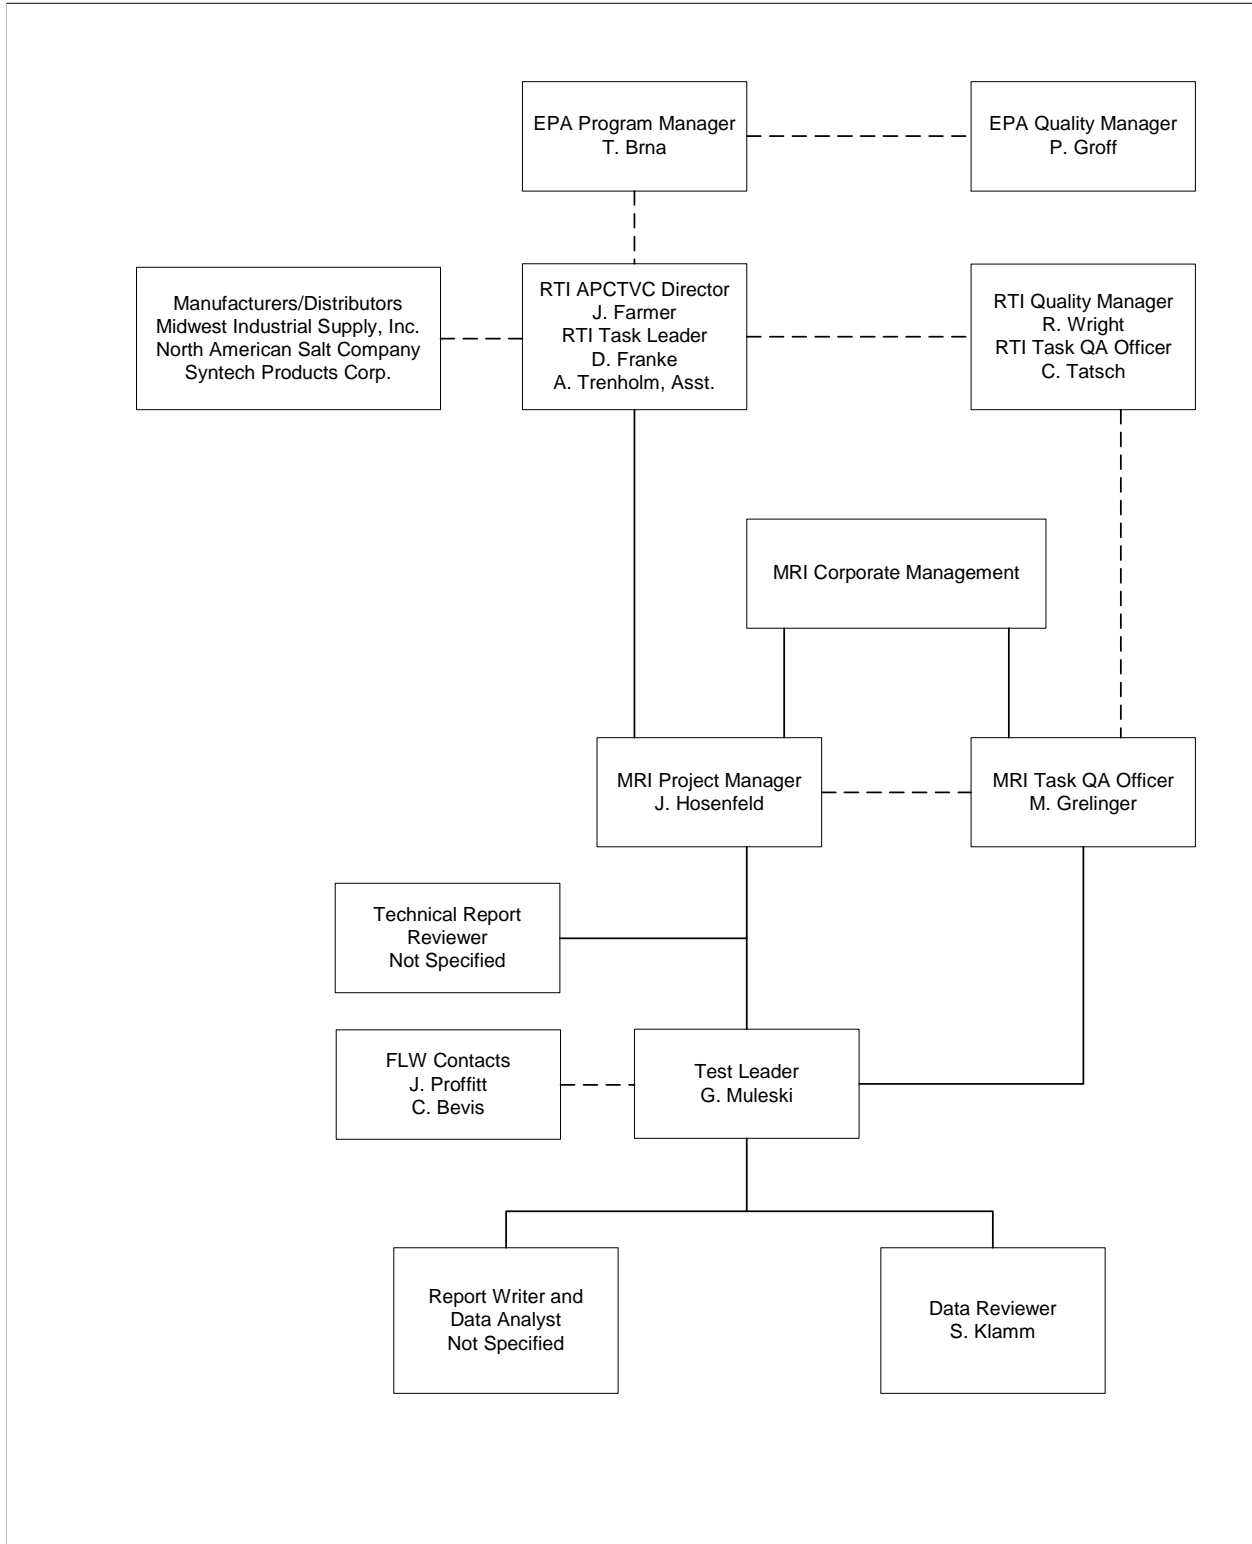 EPA Program Manager
T. Brna
EPA Quality Manager
P. Groff
Manufacturers/Distributors
Midwest Industrial Supply, Inc.
North American Salt Company
Syntech Products Corp.
RTI APCTVC Director
J. Farmer
RTI Task Leader
D. Franke
A. Trenholm, Asst.
RTI Quality Manager
R. Wright
RTI Task QA Officer
C. Tatsch
MRI Corporate Management
MRI Project Manager
J. Hosenfeld
MRI Task QA Officer
M. Grelinger
Technical Report
Reviewer
Not Specified
FLW Contacts
J. Proffitt
C. Bevis
Test Leader
G. Muleski
Report Writer and
Data Analyst
Not Specified
Data Reviewer
S. Klamm